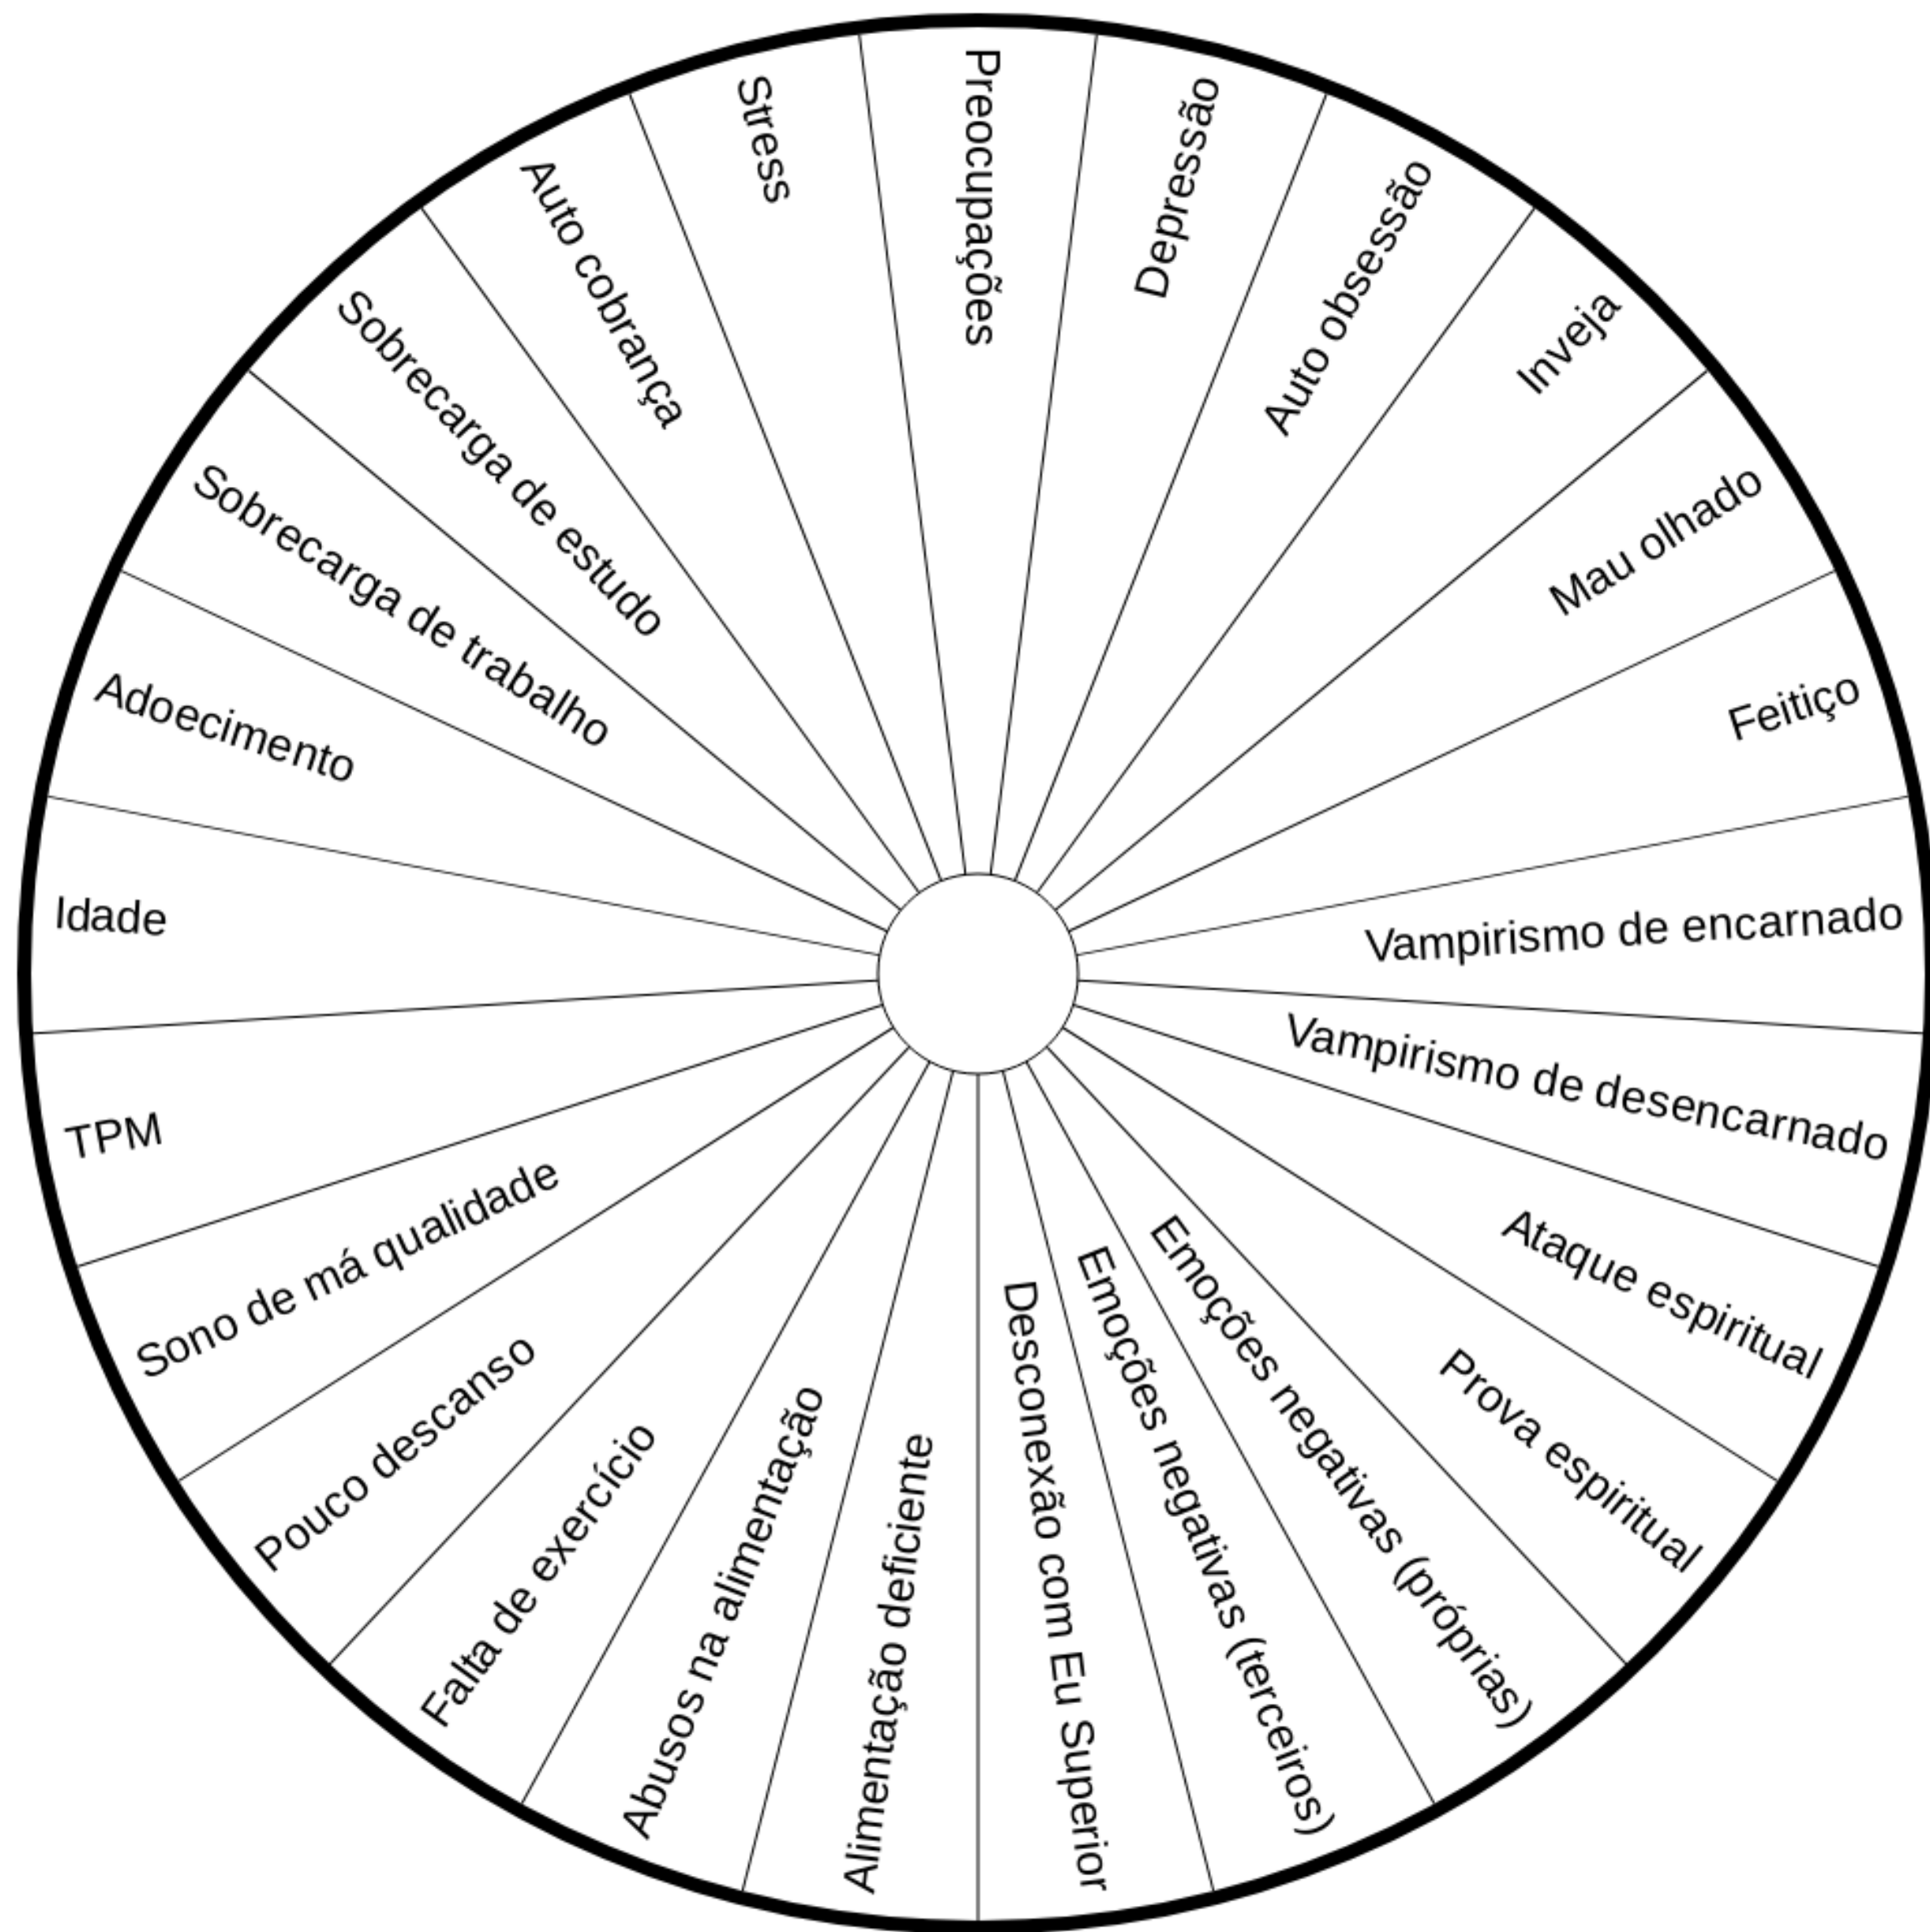 Preocupações
Depressão
Auto obsessão
Inveja
Mau olhado
Feitiço
Vampirismo de encarnado
Vampirismo de desencarnado
Ataque espiritual
Prova espiritual
Emoções negativas (próprias)
Emoções negativas (terceiros)
Desconexão com Eu Superior
Alimentação deficiente
Abusos na alimentação
Falta de exercício
Pouco descanso
Sono de má qualidade
TPM
Idade
Adoecimento
Sobrecarga de trabalho
Sobrecarga de estudo
Auto cobrança
Stress